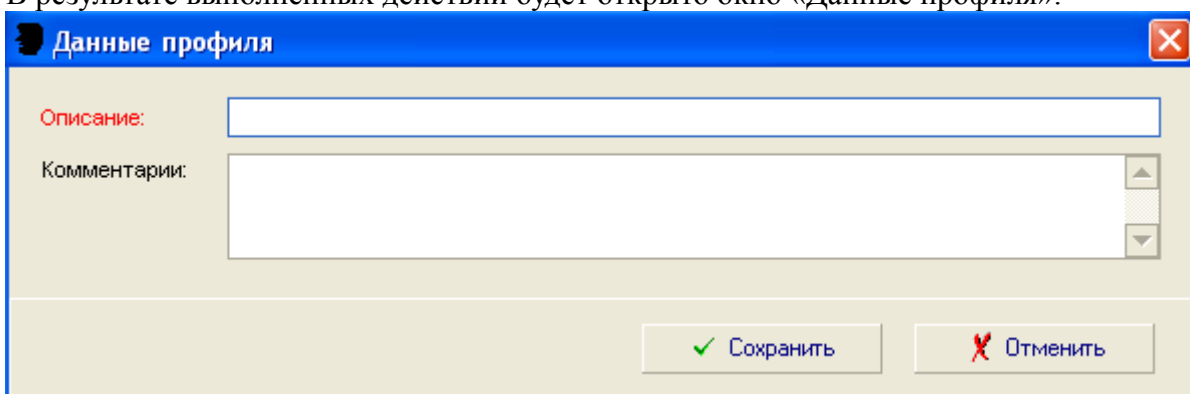 В результате выполненных действий будет открыто окно «Данные профиля».
Данные профиля
Описание:
Комментарии:
Сохранить
Отменить